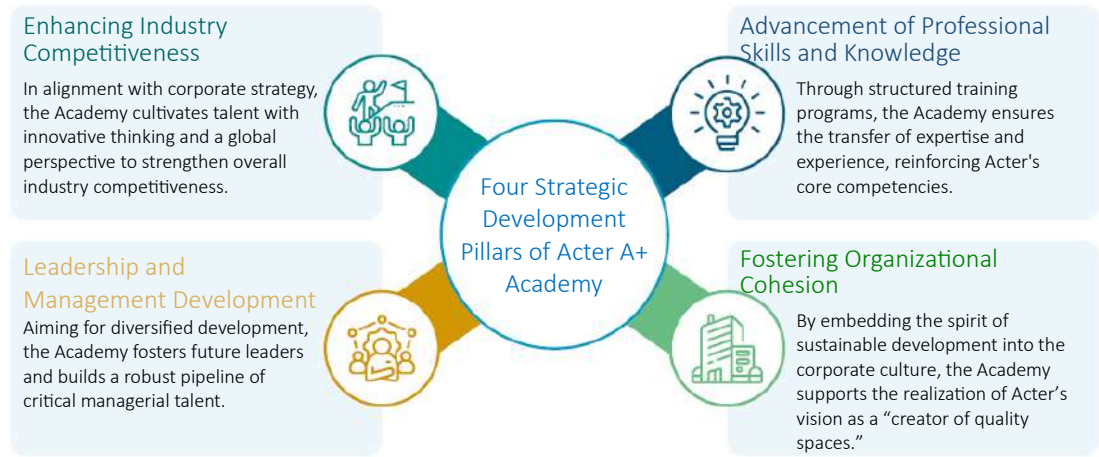 Enhancing Industry
Competitiveness
In alignment with corporate strategy,
the Academy cultivates talent with
innovative thinking and a global
perspective to strengthen overall
industry competitiveness.
Advancement of Professional
Skills and Knowledge
Through structured training
programs, the Academy ensures
the transfer of expertise and
experience, reinforcing Acter's
core competencies.
Four Strategic
Development
Pillars of Acter A+
Academy
Leadership and
Management Development
Aiming for diversified development,
the Academy fosters future leaders
and builds a robust pipeline of
critical managerial talent.
Fostering Organizational
Cohesion
By embedding the spirit of
sustainable development into the
corporate culture, the Academy
supports the realization of Acter’s
vision as a “creator of quality
spaces.”